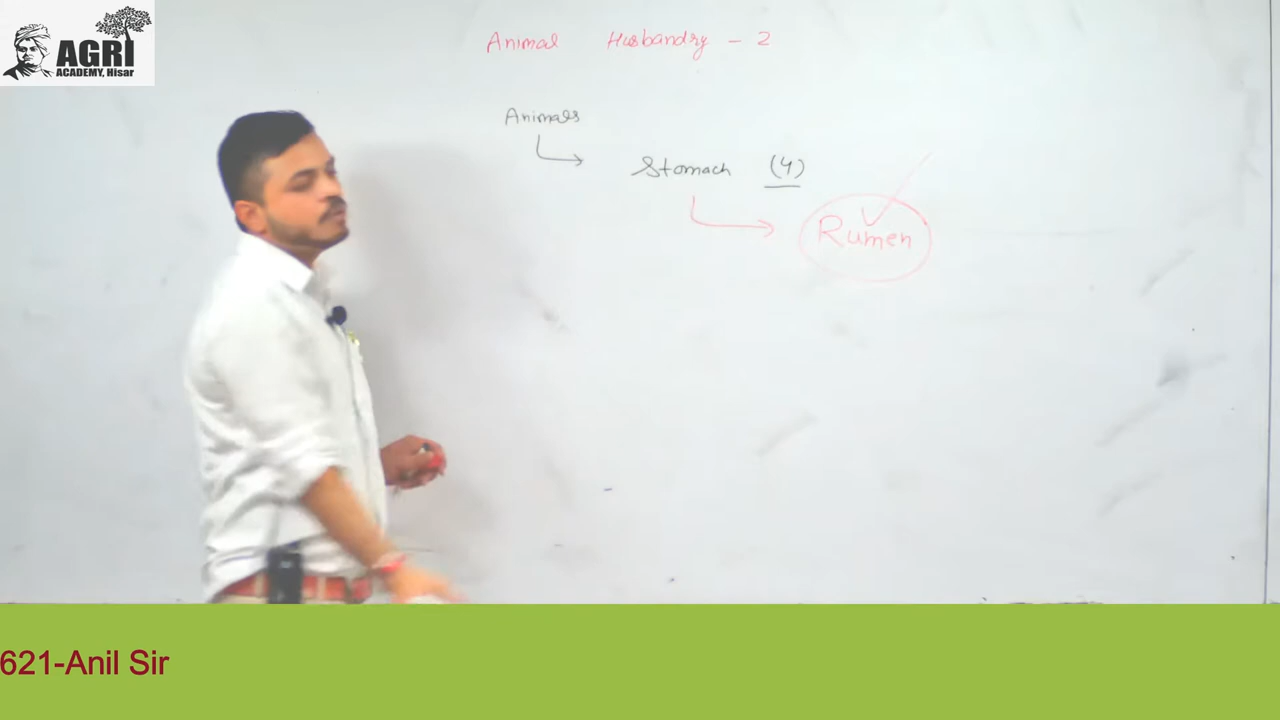 AGRI
ACADEMY, Hisar
Animal Husbandry - 2
Animals
Stomach (4)
Rumen
621-Anil Sir